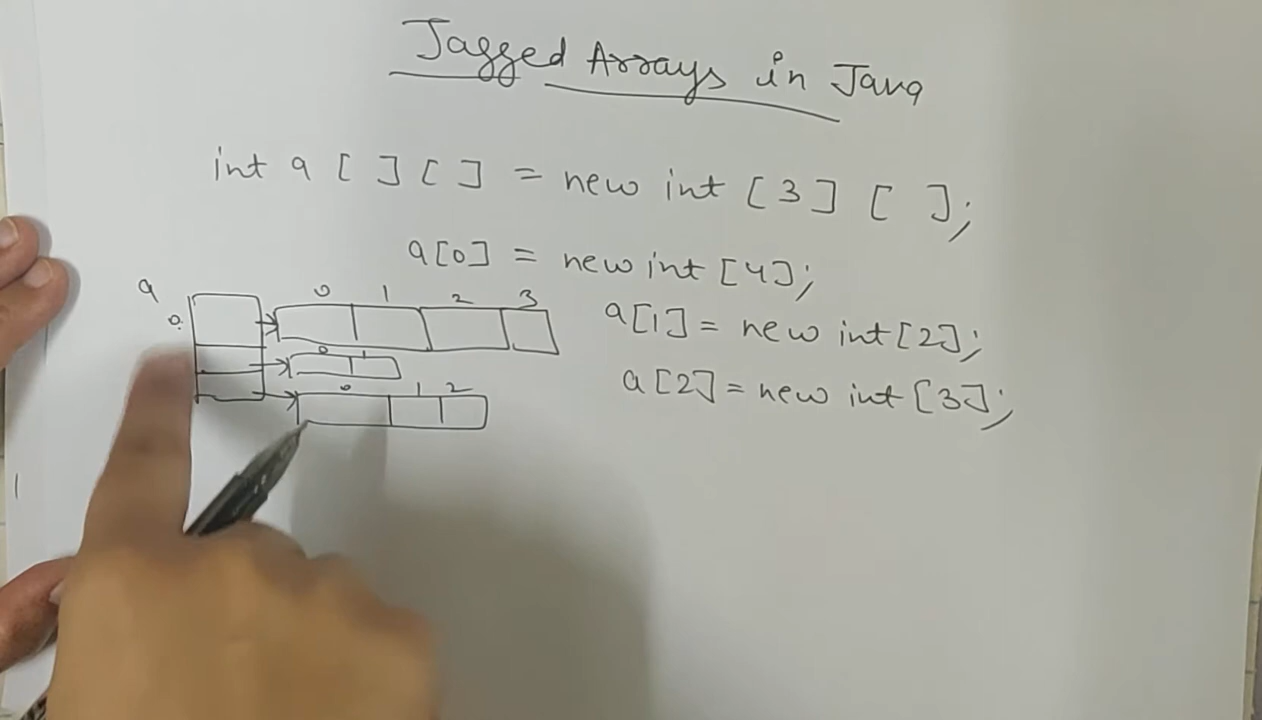 Jagged Arrays in Java
int a [ ] [ ] = new int [3] [ ];
a[0] = new int [4];
a
0 1 2 3
a[1] = new int [2];
0
0 1
a[2] = new int [3];
0 1 2